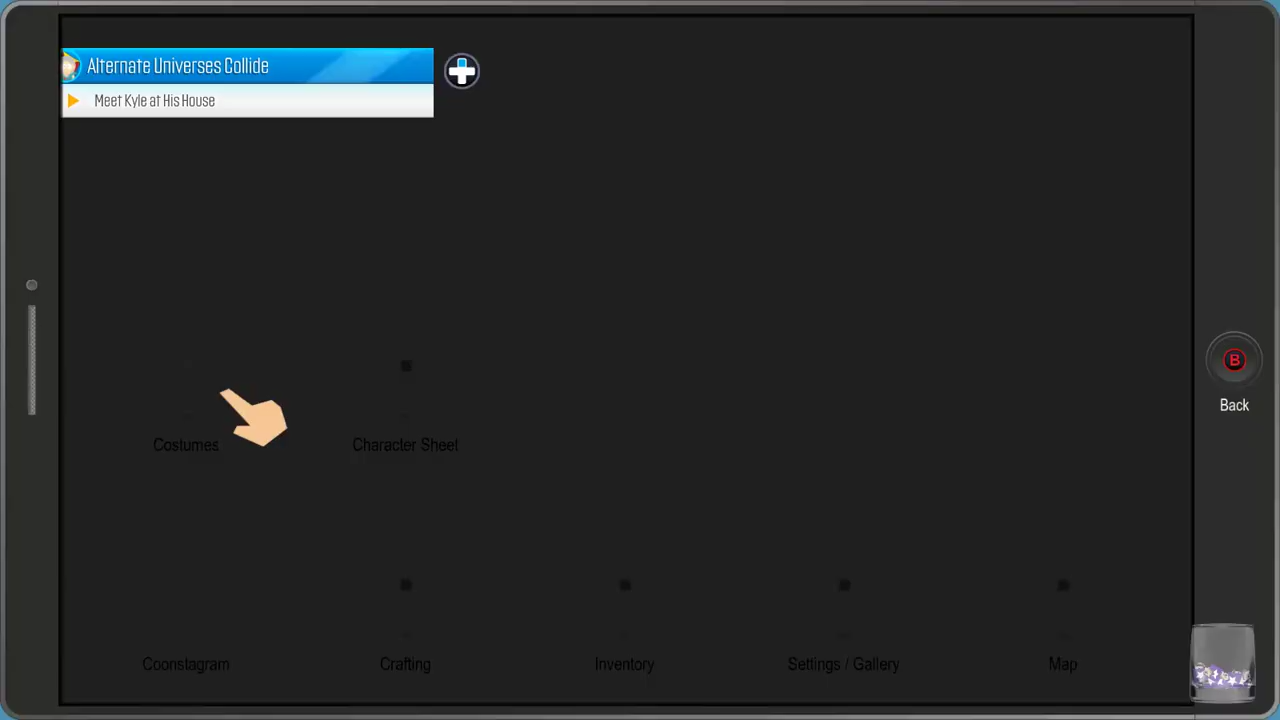 Alternate Universes Collide
Meet Kyle at His House
B
Back
Costumes
Character Sheet
Coonstagram
Crafting
Inventory
Settings / Gallery
Map